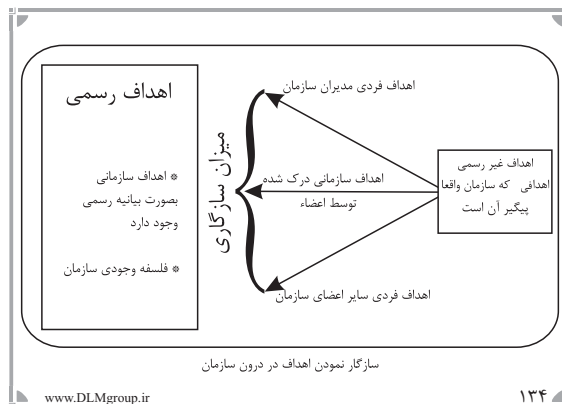 اهداف رسمی
* اهداف سازمانی
بصورت بیانیه رسمی
وجود دارد
* فلسفه وجودی سازمان
میزان سازگاری
اهداف فردی مدیران سازمان
اهداف سازمانی درک شده
توسط اعضاء
اهداف فردی سایر اعضای سازمان
اهداف غیر رسمی
اهدافی که سازمان واقعا
پیگیر آن است
سازگار نمودن اهداف در درون سازمان
www.DLMgroup.ir
۱۳۴